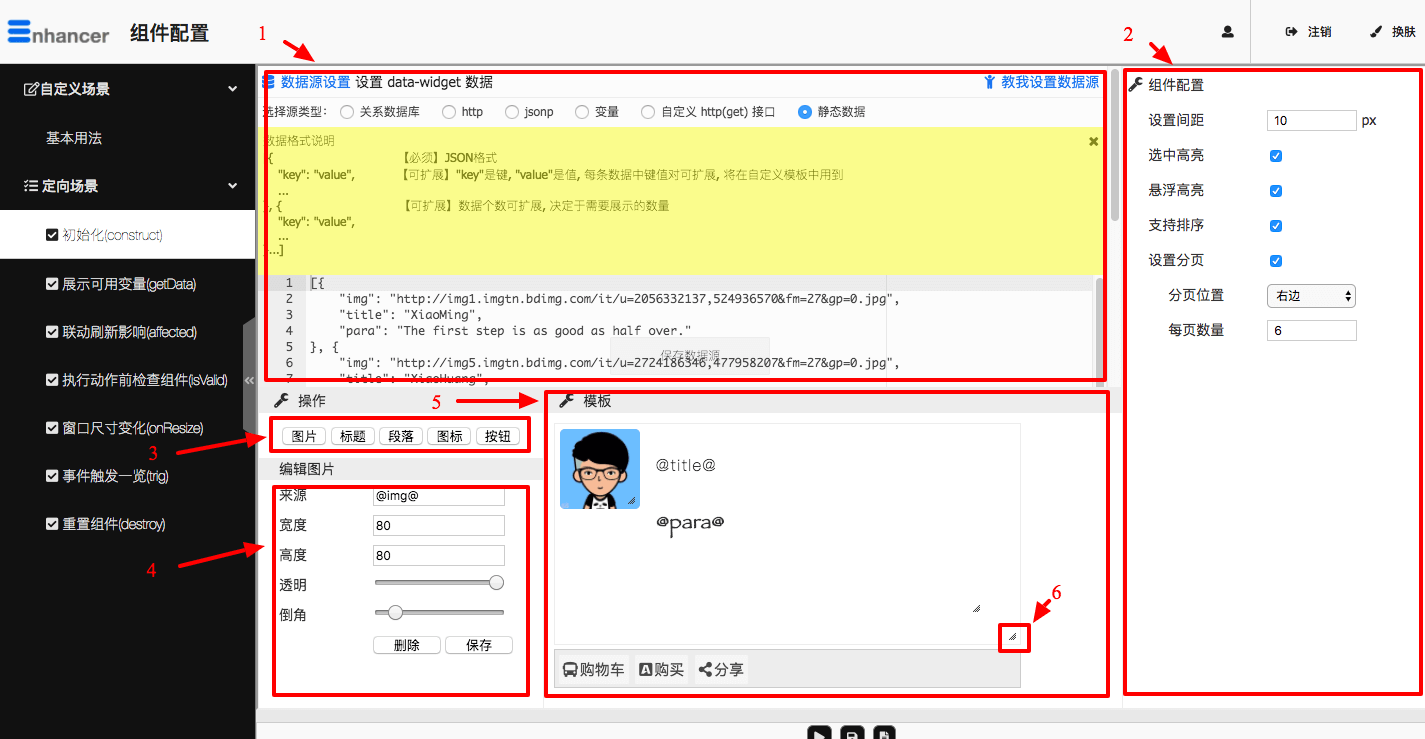 Enhancer 组件配置
1
2
注销
换肤
自定义场景
基本用法
定向场景
初始化(construct)
展示可用变量(getData)
联动刷新影响(affected)
执行动作前检查组件(isValid)
窗口尺寸变化(onResize)
事件触发一览(trig)
重置组件(destroy)
数据源设置 设置 data-widget 数据
教我设置数据源
选择源类型: 关系数据库 http jsonp 变量 自定义 http(get) 接口 静态数据
数据格式说明
{ 【必须】JSON格式
"key": "value", 【可扩展】"key"是键, "value"是值, 每条数据中键值对可扩展, 将在自定义模板中用到
...
}, { 【可扩展】数据个数可扩展, 决定于需要展示的数量
"key": "value",
...
...]
1 [{
2 "img": "http://img1.imgtn.bdimg.com/it/u=2056332137,524936570&fm=27&gp=0.jpg",
3 "title": "XiaoMing",
4 "para": "The first step is as good as half over."
5 }, {
6 "img": "http://img5.imgtn.bdimg.com/it/u=2724186346,477958207&fm=27&gp=0.jpg",
7 "title": "XiaoHuang",
保存数据源
操作
3
图片 标题 段落 图标 按钮
编辑图片
4
来源 @img@
宽度 80
高度 80
透明
倒角
删除 保存
5
模板
@title@
@para@
6
购物车 购买 分享
组件配置
设置间距 10 px
选中高亮
悬浮高亮
支持排序
设置分页
分页位置 右边
每页数量 6